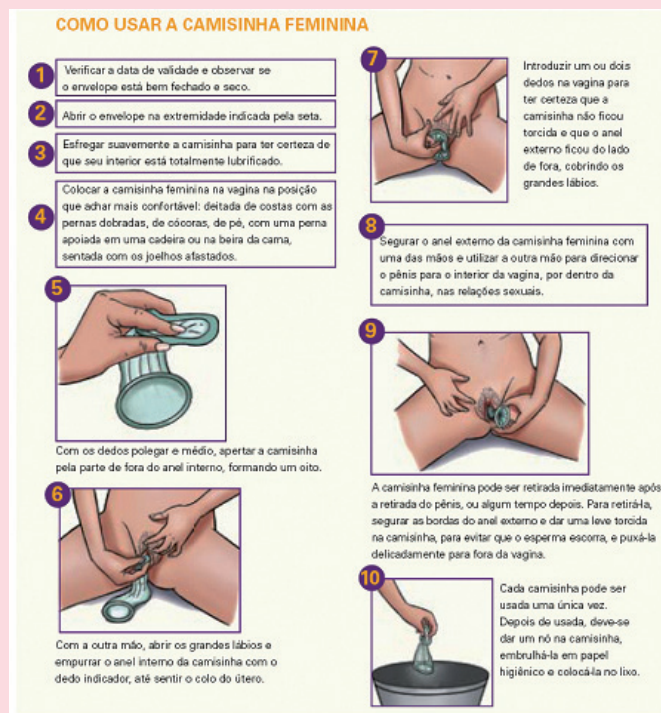 COMO USAR A CAMISINHA FEMININA
1
Verificar a data de validade e observar se
o envelope está bem fechado e seco.
2
Abrir o envelope na extremidade indicada pela seta.
3
Esfregar suavemente a camisinha para ter certeza de
que seu interior está totalmente lubrificado.
4
Colocar a camisinha feminina na vagina na posição
que achar mais confortável: deitada de costas com as
pernas dobradas, de cócoras, de pé, com uma perna
apoiada em uma cadeira ou na beira da cama,
sentada com os joelhos afastados.
5
Com os dedos polegar e médio, apertar a camisinha
pela parte de fora do anel interno, formando um oito.
6
Com a outra mão, abrir os grandes lábios e
empurrar o anel interno da camisinha com o
dedo indicador, até sentir o colo do útero.
7
Introduzir um ou dois
dedos na vagina para
ter certeza que a
camisinha não ficou
torcida e que o anel
externo ficou do lado
de fora, cobrindo os
grandes lábios.
8
Segurar o anel externo da camisinha feminina com
uma das mãos e utilizar a outra mão para direcionar
o pênis para o interior da vagina, por dentro da
camisinha, nas relações sexuais.
9
A camisinha feminina pode ser retirada imediatamente após
a retirada do pênis, ou algum tempo depois. Para retirá-la,
segurar as bordas do anel externo e dar uma leve torcida
na camisinha, para evitar que o esperma escorra, e puxá-la
delicadamente para fora da vagina.
10
Cada camisinha pode ser
usada uma única vez.
Depois de usada, deve-se
dar um nó na camisinha,
embrulhá-la em papel
higiênico e colocá-la no lixo.